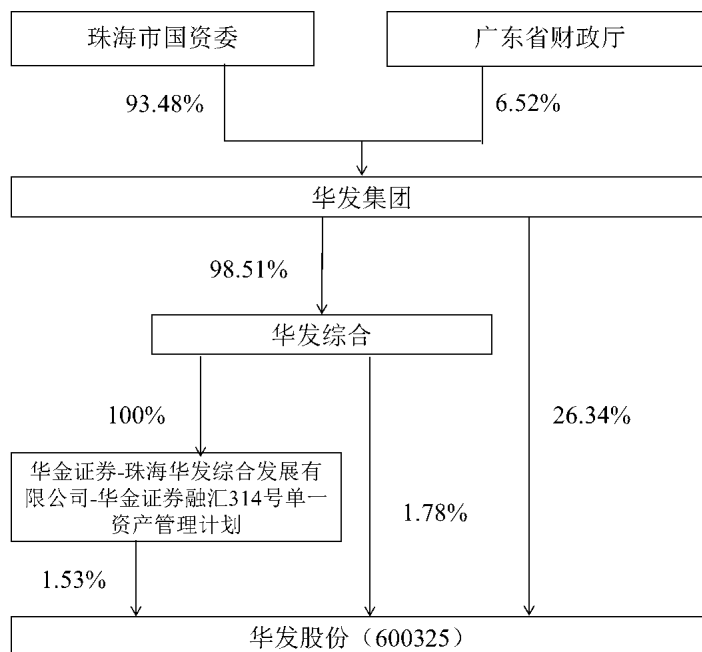 珠海市国资委
广东省财政厅
93.48%
6.52%
华发集团
98.51%
华发综合
100%
26.34%
华金证券-珠海华发综合发展有
限公司-华金证券融汇314号单一
资产管理计划
1.78%
1.53%
华发股份（600325）